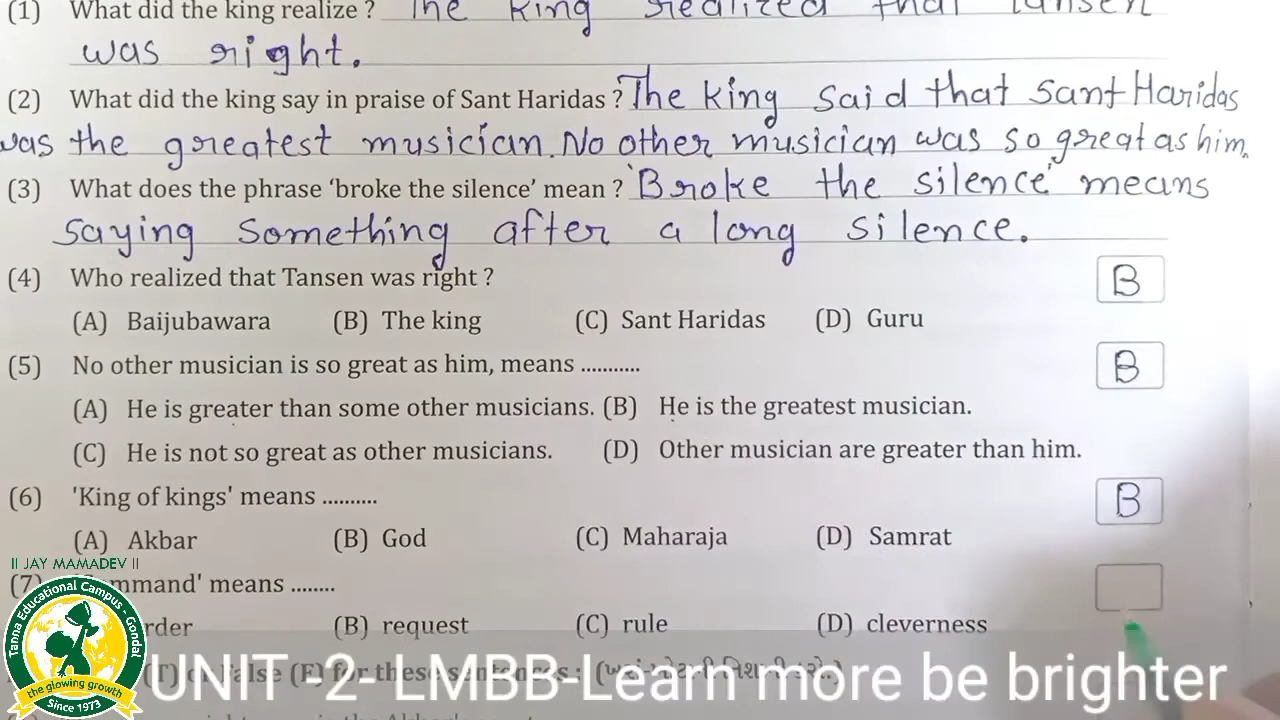 (1) What did the king realize ? The king realized that Tansen
was right.
(2) What did the king say in praise of Sant Haridas ? The king said that Sant Haridas
was the greatest musician. No other musician was so great as him.
(3) What does the phrase ‘broke the silence’ mean ? ‘Broke the silence’ means
saying something after a long silence.
(4) Who realized that Tansen was right ? B
(A) Baijubawara (B) The king (C) Sant Haridas (D) Guru
(5) No other musician is so great as him, means ........... B
(A) He is greater than some other musicians. (B) He is the greatest musician.
(C) He is not so great as other musicians. (D) Other musician are greater than him.
(6) 'King of kings' means .......... B
(A) Akbar (B) God (C) Maharaja (D) Samrat
|| JAY MAMADEV ||
(7) mmand' means ........
rder (B) request (C) rule (D) cleverness
Tanna Educational Campus - Gondal
the glowing growth
Since 1973
(T) or False (F) for these sentences : (
UNIT -2- LMBB-Learn more be brighter